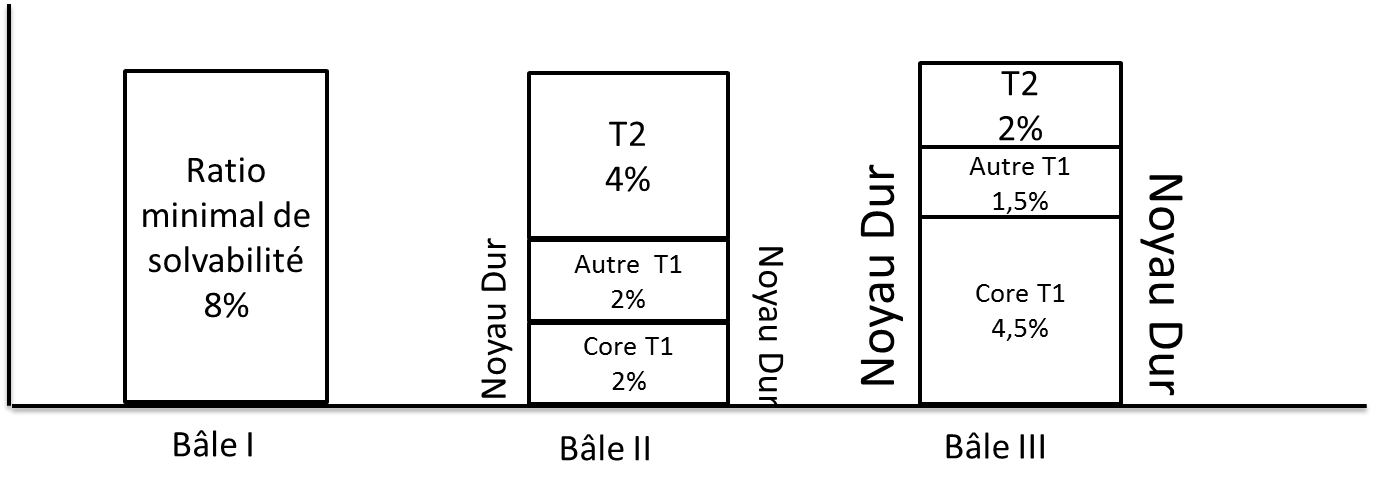 Ratio
minimal de
solvabilité
8%
Bâle I
Noyau Dur
T2
4%
Autre T1
2%
Core T1
2%
Noyau Dur
Bâle II
Noyau Dur
T2
2%
Autre T1
1,5%
Core T1
4,5%
Noyau Dur
Bâle III